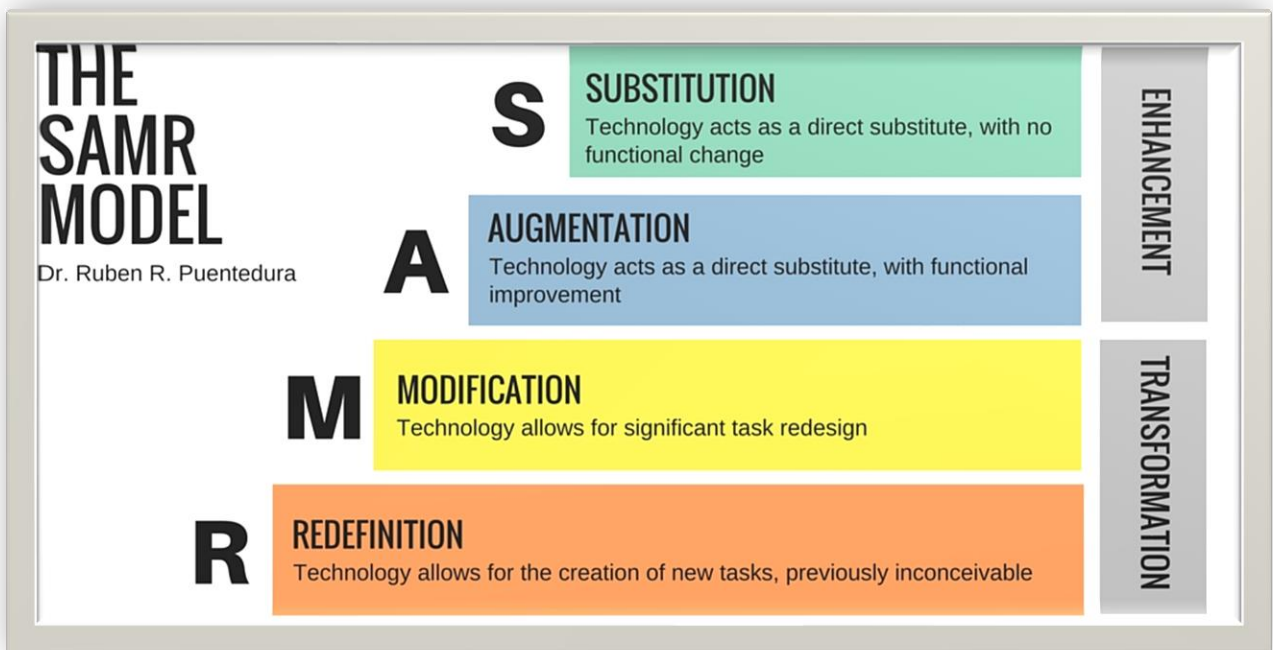 THE
SAMR
MODEL
Dr. Ruben R. Puentedura
S
SUBSTITUTION
Technology acts as a direct substitute, with no
functional change
A
AUGMENTATION
Technology acts as a direct substitute, with functional
improvement
M
MODIFICATION
Technology allows for significant task redesign
R
REDEFINITION
Technology allows for the creation of new tasks, previously inconceivable
ENHANCEMENT
TRANSFORMATION